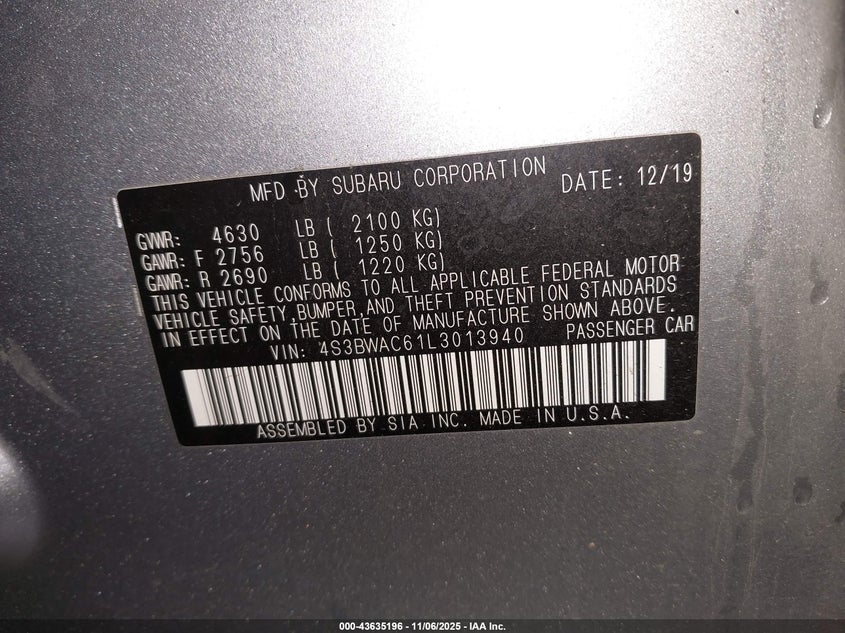 MFD BY SUBARU CORPORATION DATE: 12/19
GVWR: 4630 LB ( 2100 KG)
GAWR: F 2756 LB ( 1250 KG)
GAWR: R 2690 LB ( 1220 KG)
THIS VEHICLE CONFORMS TO ALL APPLICABLE FEDERAL MOTOR
VEHICLE SAFETY,BUMPER,AND THEFT PREVENTION STANDARDS
IN EFFECT ON THE DATE OF MANUFACTURE SHOWN ABOVE.
VIN: 4S3BWAC61L3013940 PASSENGER CAR
ASSEMBLED BY SIA INC. MADE IN U.S.A.
000-43635196 - 11/06/2025 - IAA Inc.